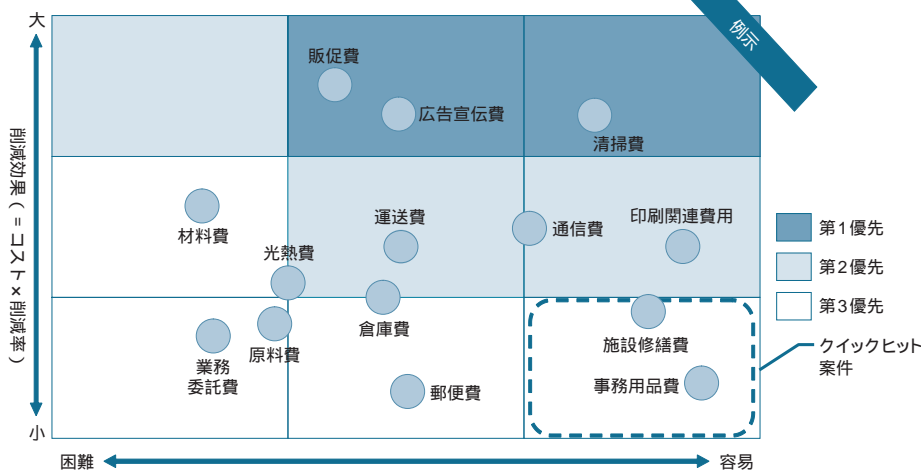 例示
大
削減効果(=コスト×削減率)
小
販促費
広告宣伝費
清掃費
材料費
光熱費
運送費
通信費
印刷関連費用
業務
委託費
原料費
倉庫費
郵便費
施設修繕費
事務用品費
第1優先
第2優先
第3優先
クイックヒット
案件
困難
容易